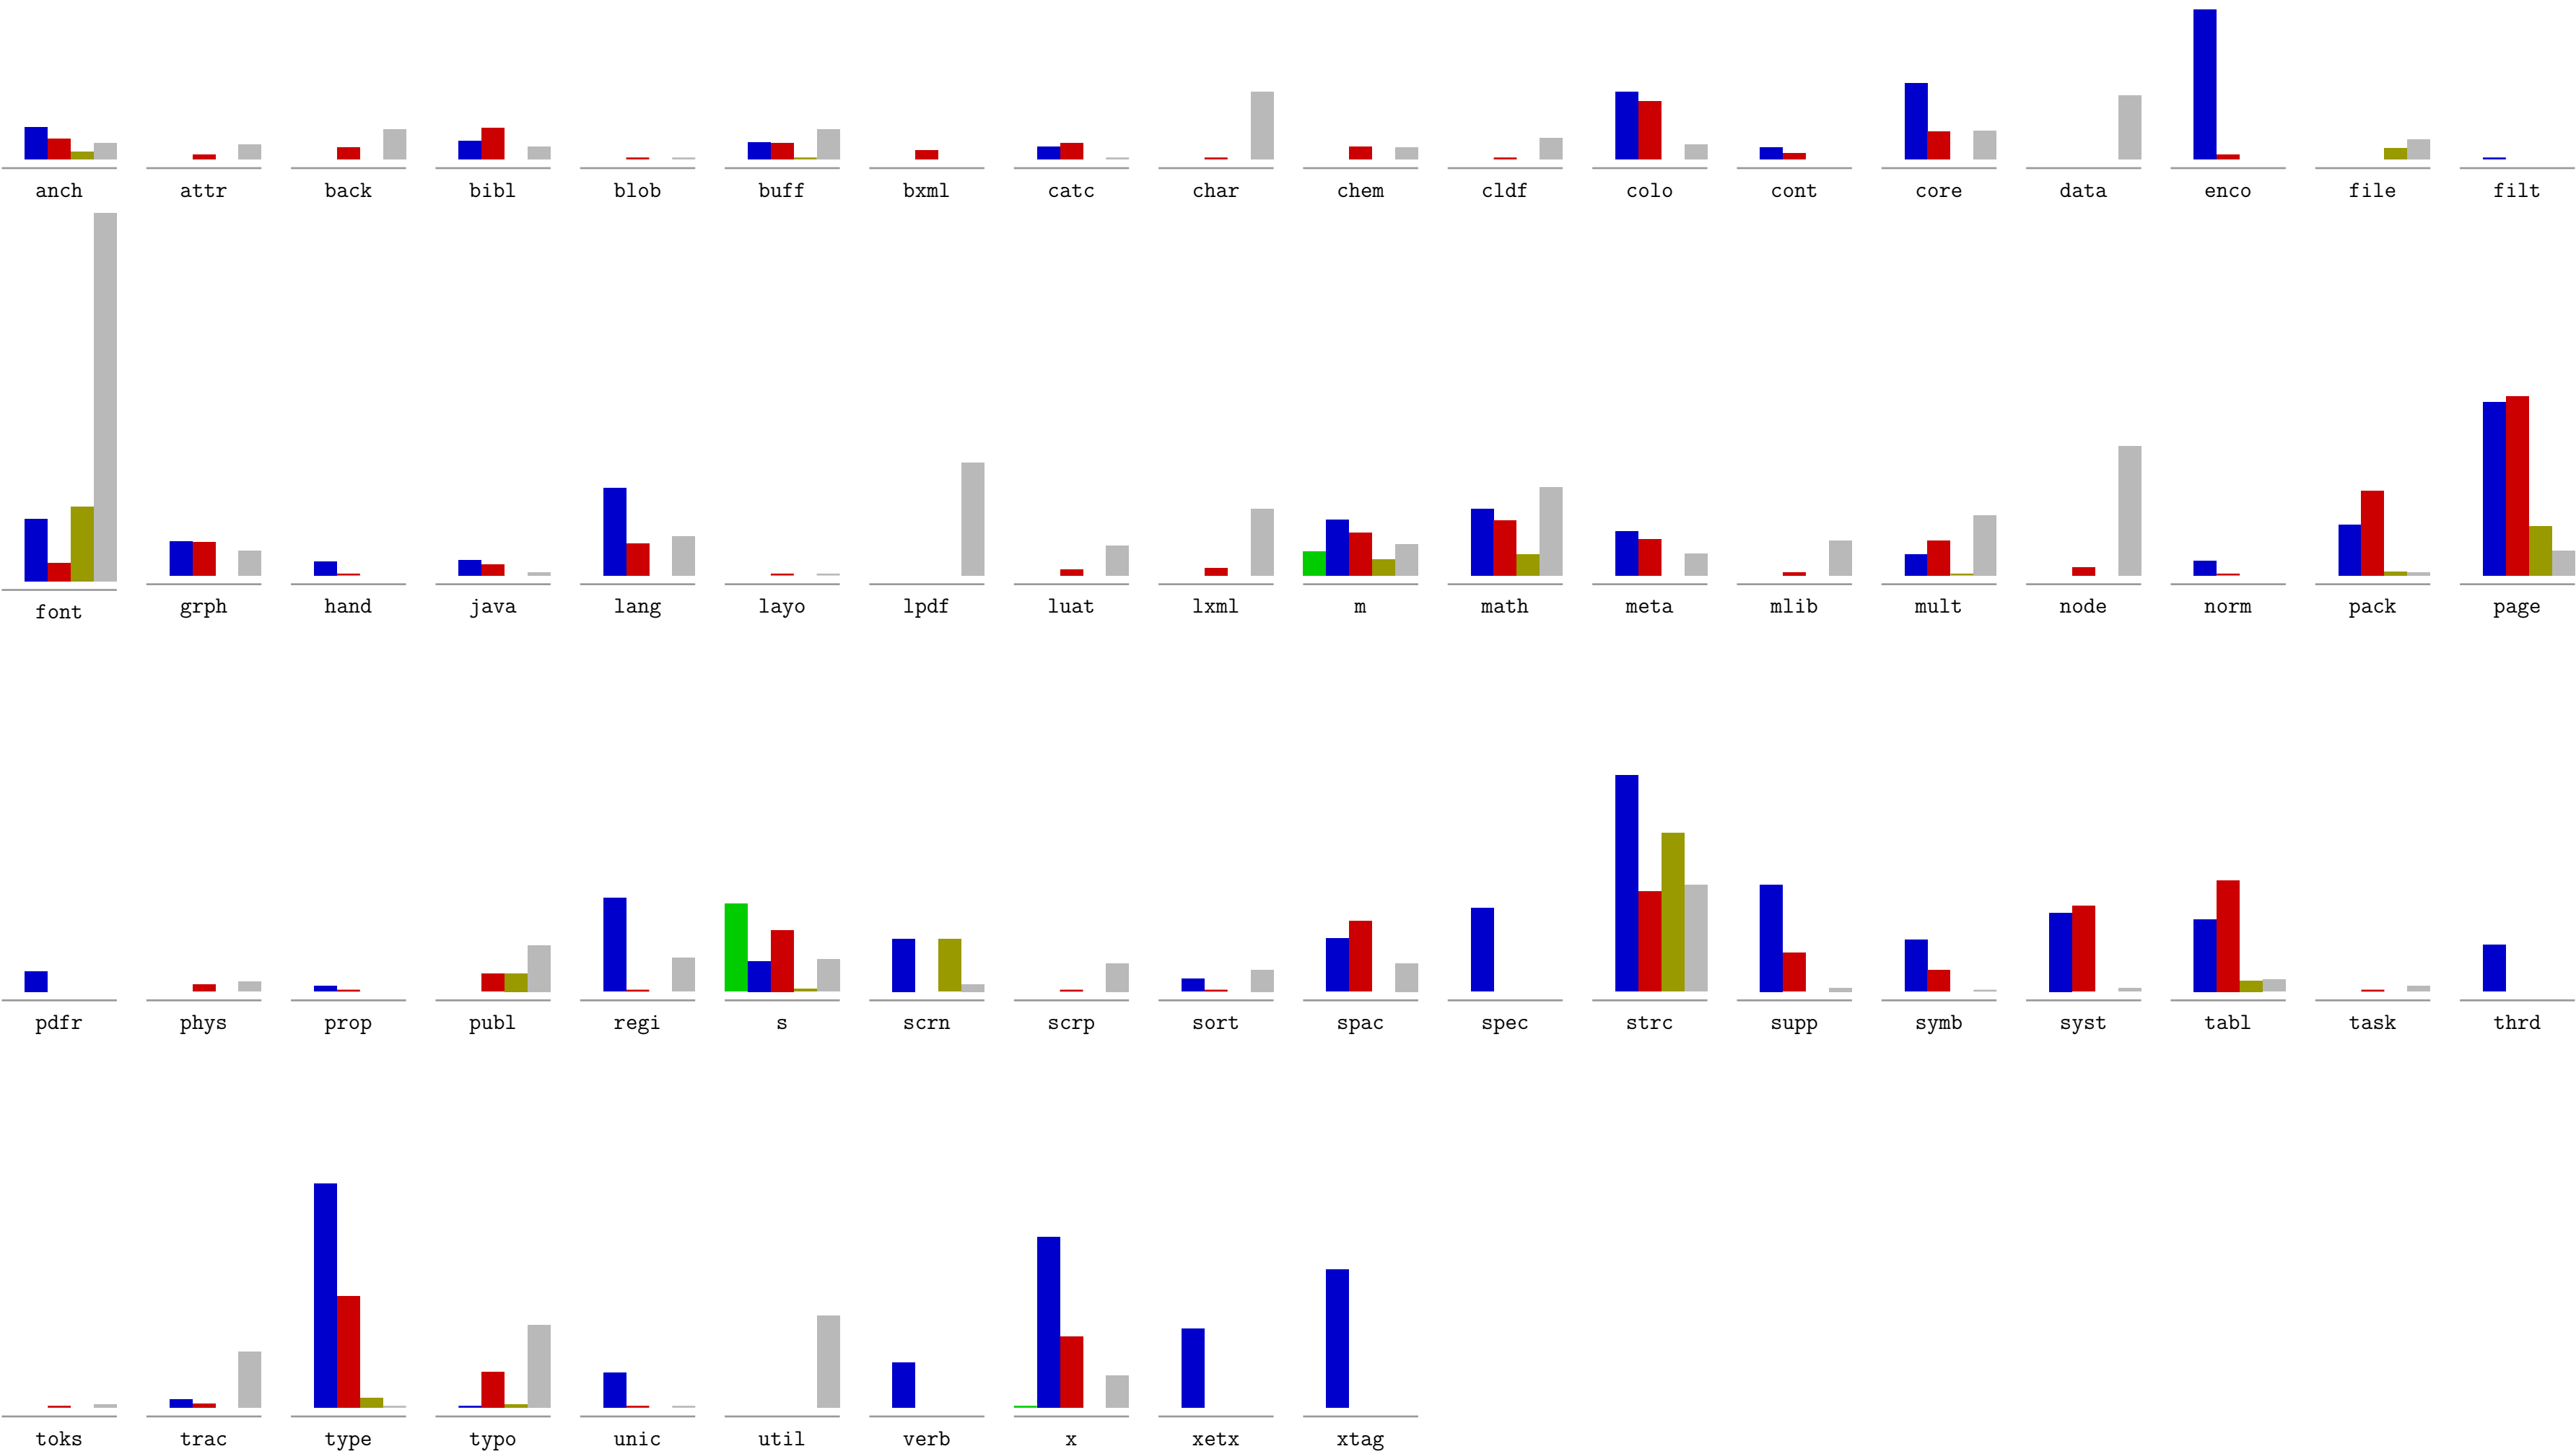 anch attr back bibl blob buff bxml catc char chem cldf colo cont core data enco file filt
font grph hand java lang layo lpdf luat lxml m math meta mlib mult node norm pack page
pdfr phys prop publ regi s scrn scrp sort spac spec strc supp symb syst tabl task thrd
toks trac type typo unic util verb x xetx xtag